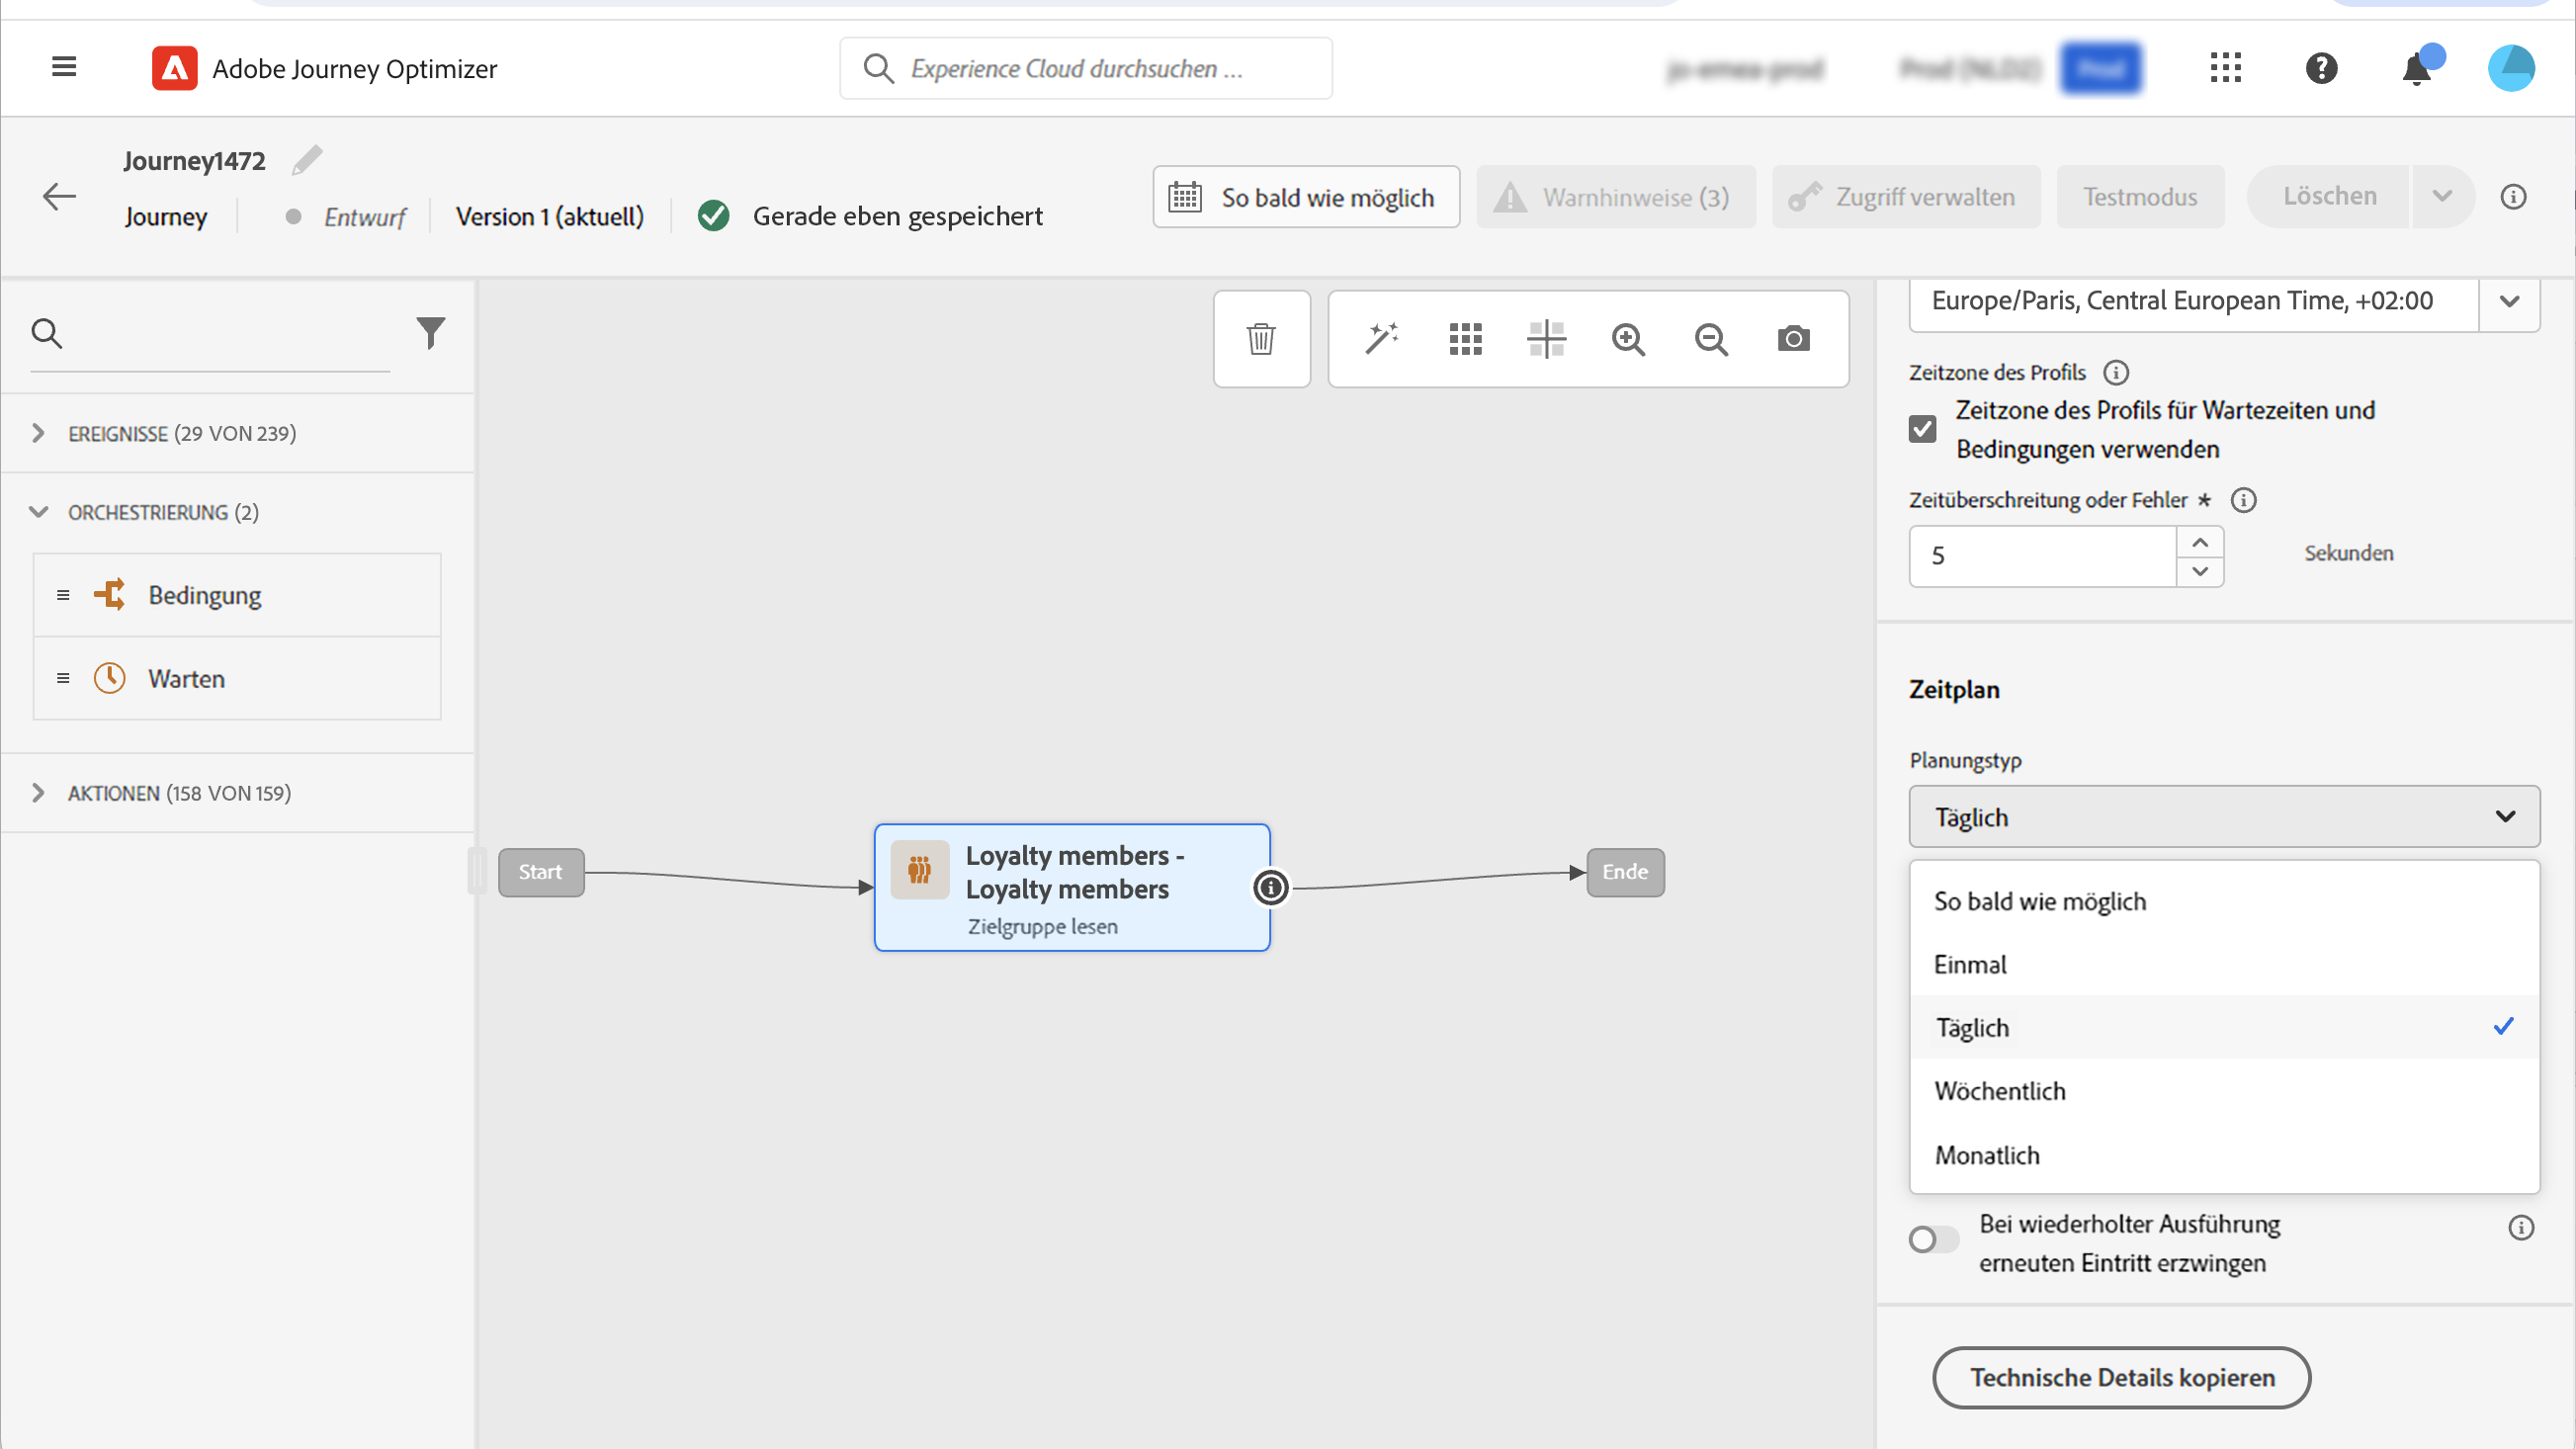 Adobe Journey Optimizer
Experience Cloud durchsuchen ...
Journey1472
Journey
Entwurf
Version 1 (aktuell)
Gerade eben gespeichert
So bald wie möglich
Warnhinweise (3)
Zugriff verwalten
Testmodus
Löschen
EREIGNISSE (29 VON 239)
ORCHESTRIERUNG (2)
Bedingung
Warten
AKTIONEN (158 VON 159)
Start
Loyalty members -
Loyalty members
Zielgruppe lesen
Ende
Europe/Paris, Central European Time, +02:00
Zeitzone des Profils
Zeitzone des Profils für Wartezeiten und
Bedingungen verwenden
Zeitüberschreitung oder Fehler *
5
Sekunden
Zeitplan
Planungstyp
Täglich
So bald wie möglich
Einmal
Täglich
Wöchentlich
Monatlich
Bei wiederholter Ausführung
erneuten Eintritt erzwingen
Technische Details kopieren